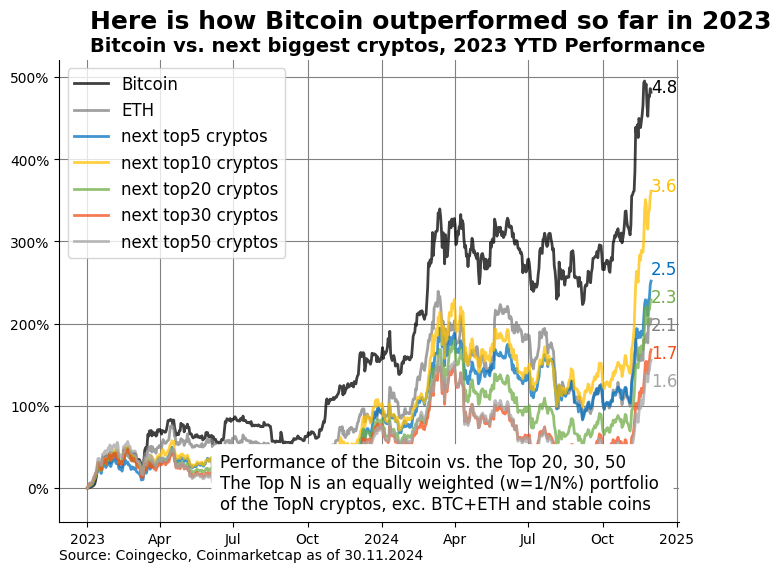 Here is how Bitcoin outperformed so far in 2023
Bitcoin vs. next biggest cryptos, 2023 YTD Performance
500%
400%
300%
200%
100%
0%
Bitcoin
ETH
next top5 cryptos
next top10 cryptos
next top20 cryptos
next top30 cryptos
next top50 cryptos
4.8
3.6
2.5
2.3
2.1
1.7
1.6
Performance of the Bitcoin vs. the Top 20, 30, 50
The Top N is an equally weighted (w=1/N%) portfolio
of the TopN cryptos, exc. BTC+ETH and stable coins
2023 Apr Jul Oct 2024 Apr Jul Oct 2025
Source: Coingecko, Coinmarketcap as of 30.11.2024